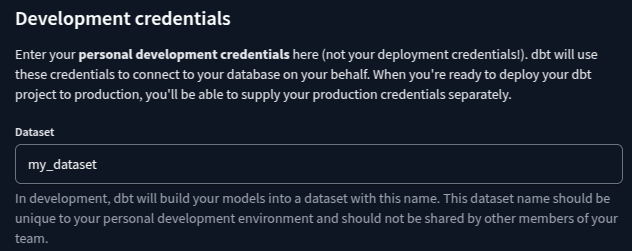 Development credentials
Enter your personal development credentials here (not your deployment credentials!). dbt will use
these credentials to connect to your database on your behalf. When you're ready to deploy your dbt
project to production, you'll be able to supply your production credentials separately.
Dataset
my_dataset
In development, dbt will build your models into a dataset with this name. This dataset name should be
unique to your personal development environment and should not be shared by other members of your
team.